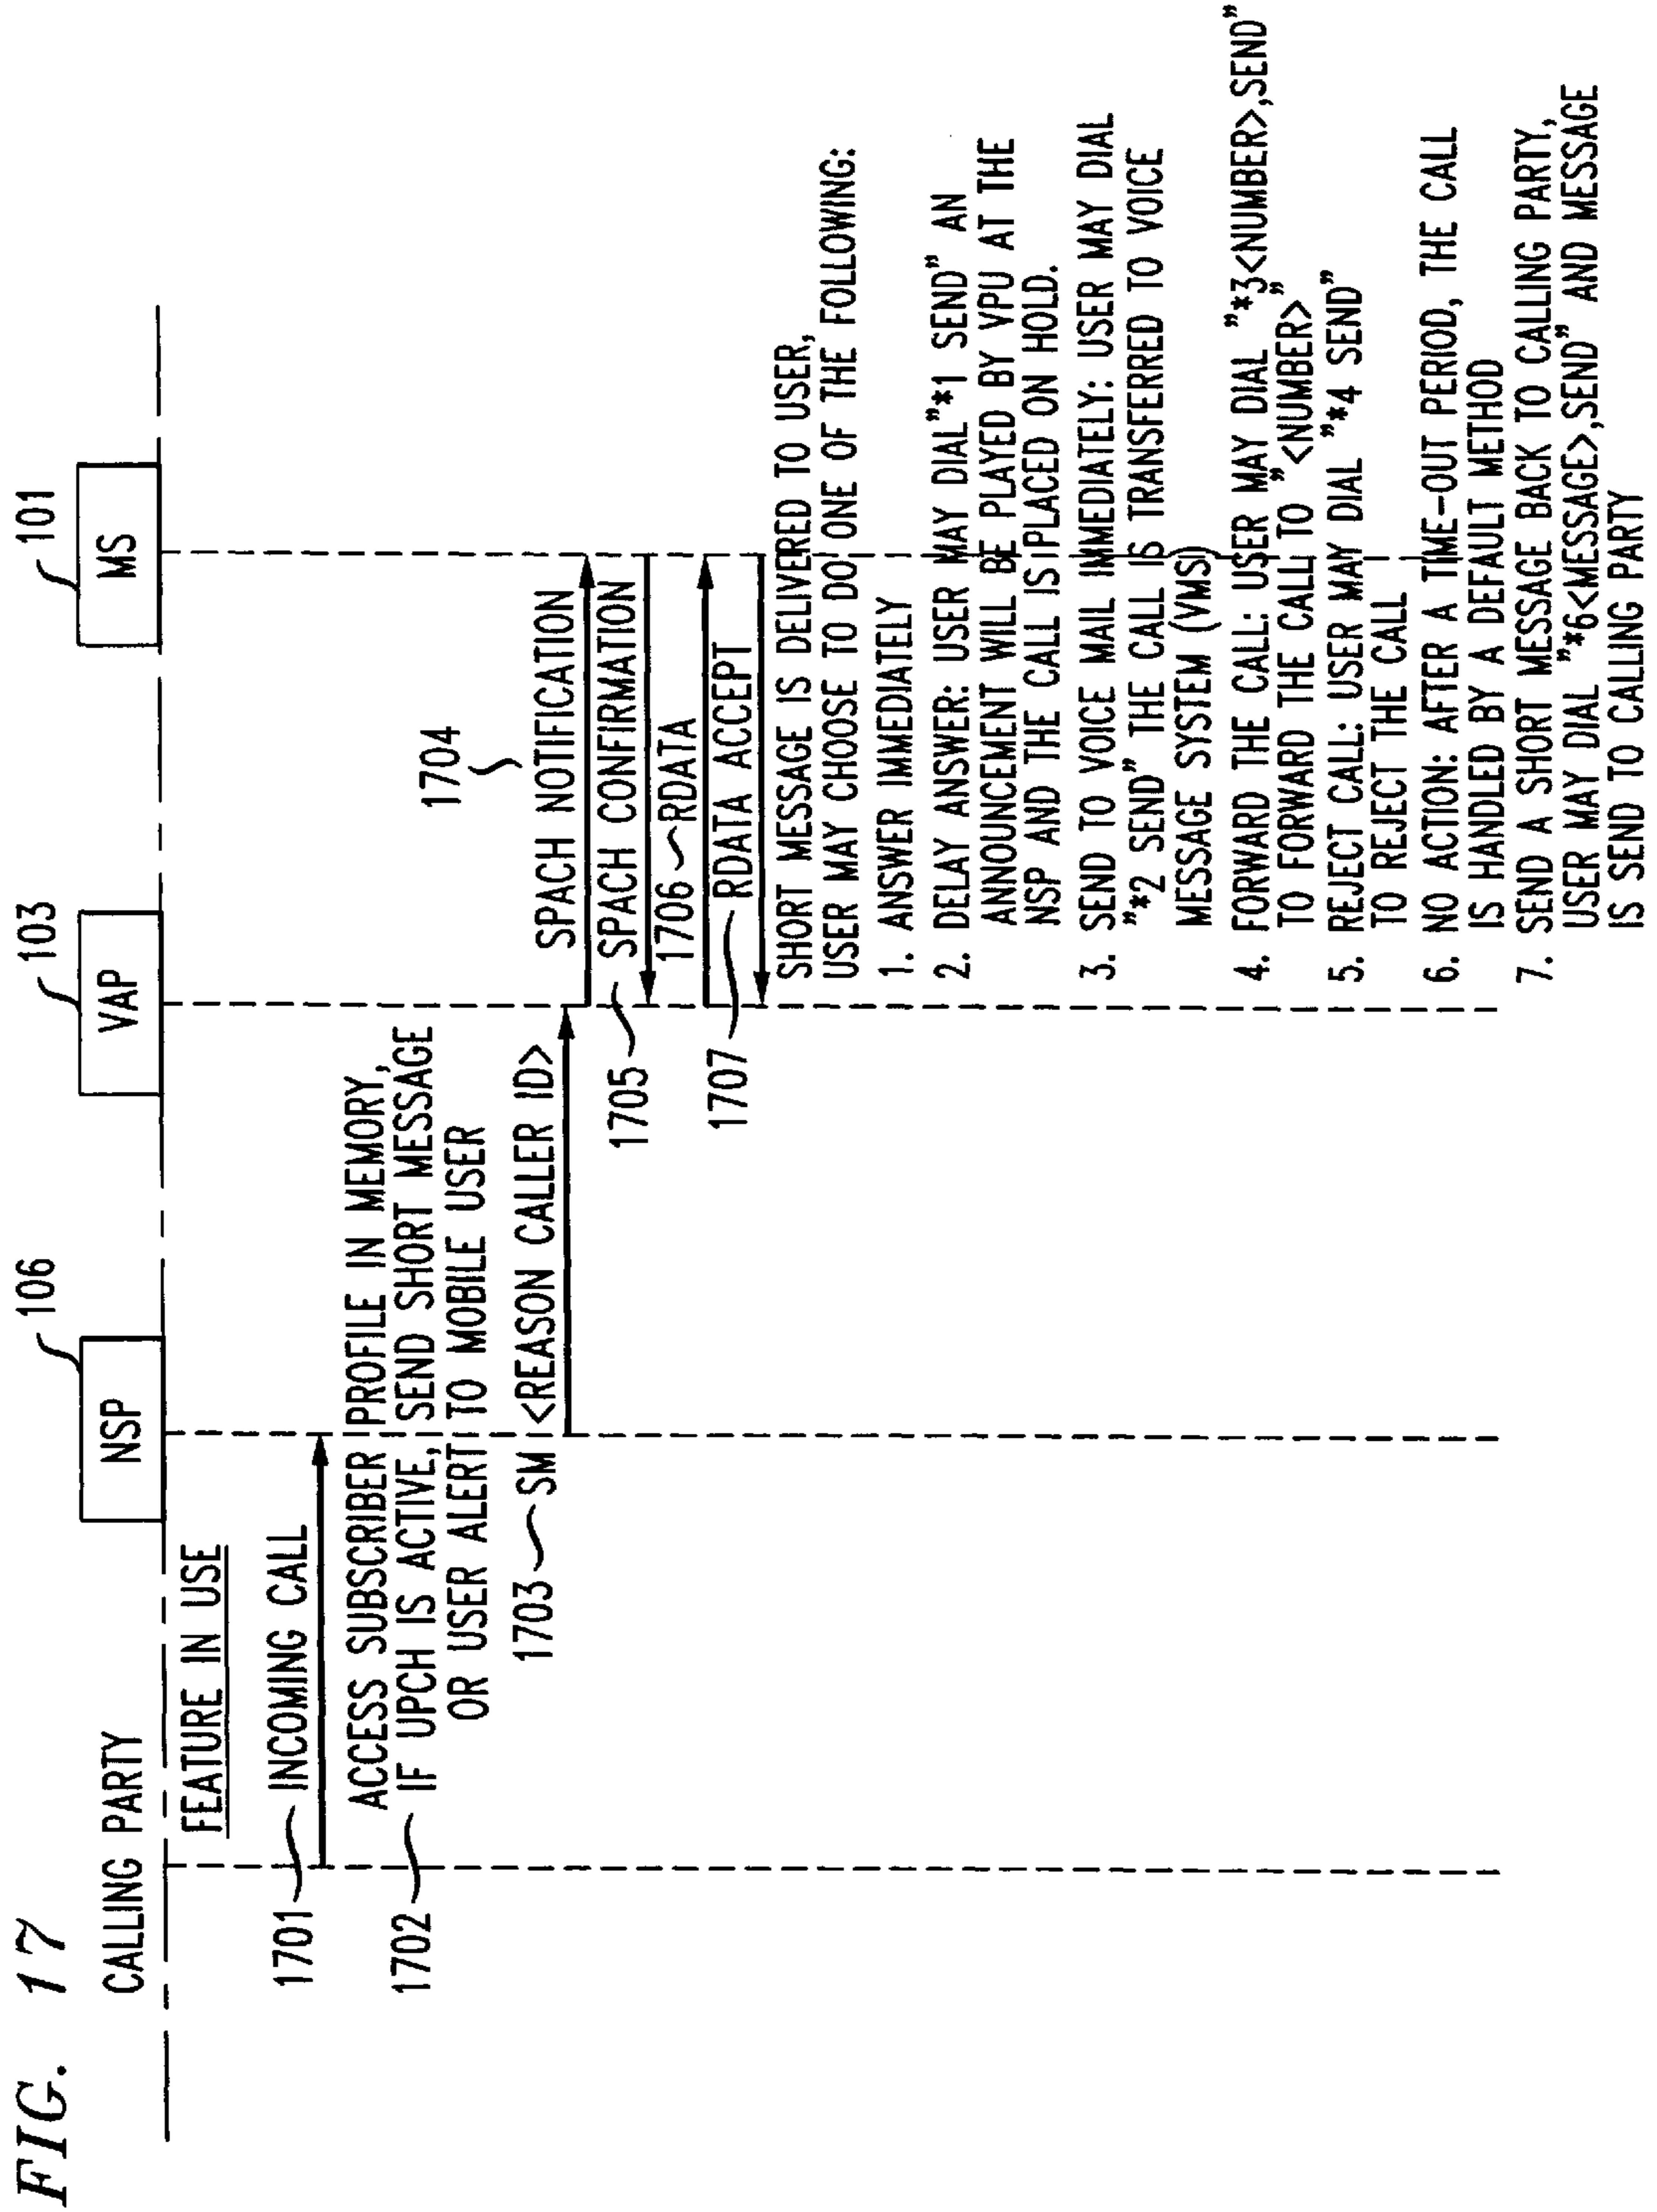 FIG. 17
106
103
101
CALLING PARTY
NSP
VAP
MS
FEATURE IN USE
1701
INCOMING CALL
ACCESS SUBSCRIBER PROFILE IN MEMORY,
1702
IF UPCH IS ACTIVE, SEND SHORT MESSAGE
OR USER ALERT TO MOBILE USER
1703
SM <REASON CALLER ID>
1704
SPACH NOTIFICATION
1705
SPACH CONFIRMATION
1706
RDATA
1707
RDATA ACCEPT
SHORT MESSAGE IS DELIVERED TO USER,
USER MAY CHOOSE TO DO ONE OF THE FOLLOWING:
1. ANSWER IMMEDIATELY
2. DELAY ANSWER: USER MAY DIAL"*1 SEND" AN
ANNOUNCEMENT WILL BE PLAYED BY VPU AT THE
NSP AND THE CALL IS PLACED ON HOLD.
3. SEND TO VOICE MAIL IMMEDIATELY: USER MAY DIAL
"*2 SEND" THE CALL IS TRANSFERRED TO VOICE
MESSAGE SYSTEM (VMS)
4. FORWARD THE CALL: USER MAY DIAL "*3<NUMBER>,SEND"
TO FORWARD THE CALL TO "<NUMBER>"
5. REJECT CALL: USER MAY DIAL "*4 SEND"
TO REJECT THE CALL
6. NO ACTION: AFTER A TIME-OUT PERIOD, THE CALL
IS HANDLED BY A DEFAULT METHOD
7. SEND A SHORT MESSAGE BACK TO CALLING PARTY,
USER MAY DIAL "*6<MESSAGE>,SEND" AND MESSAGE
IS SEND TO CALLING PARTY